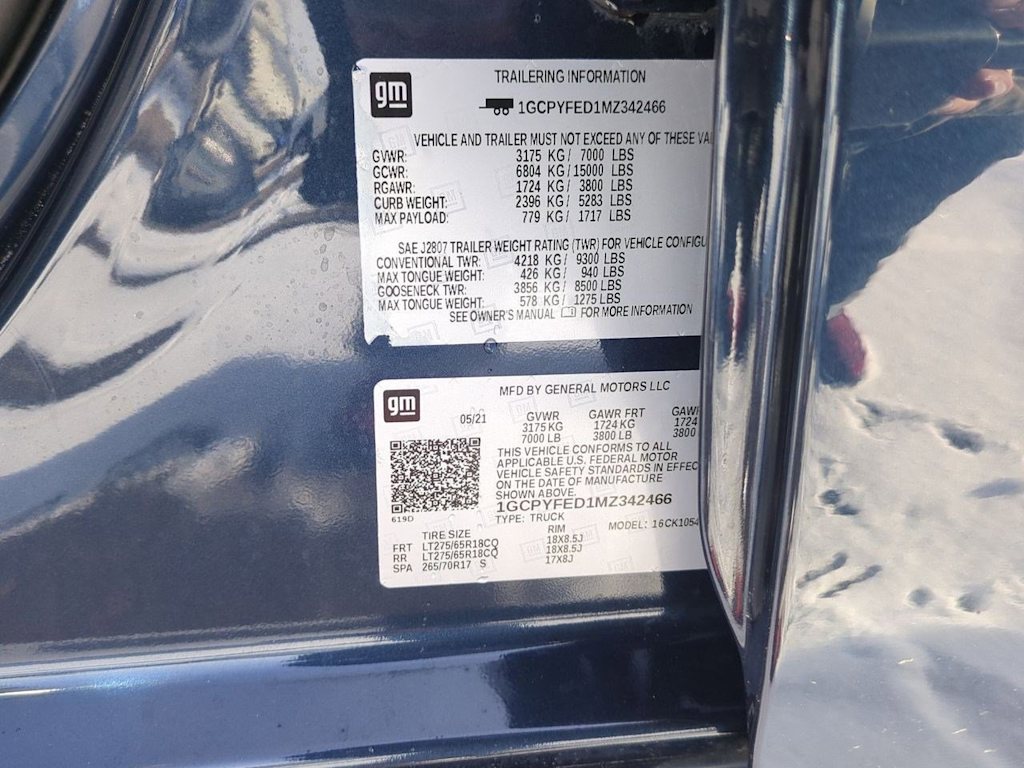 gm
TRAILERING INFORMATION
1GCPYFED1MZ342466
VEHICLE AND TRAILER MUST NOT EXCEED ANY OF THESE
GVWR: 3175 KG / 7000 LBS
GCWR: 6804 KG / 15000 LBS
RGAWR: 1724 KG / 3800 LBS
CURB WEIGHT: 2396 KG / 5283 LBS
MAX PAYLOAD: 779 KG / 1717 LBS
SAE J2807 TRAILER WEIGHT RATING (TWR) FOR VEHICLE
CONVENTIONAL TWR: 4218 KG / 9300 LBS
MAX TONGUE WEIGHT: 426 KG / 940 LBS
GOOSENECK TWR: 3856 KG / 8500 LBS
MAX TONGUE WEIGHT: 578 KG / 1275 LBS
SEE OWNER'S MANUAL FOR MORE INFORMATION
gm
MFD BY GENERAL MOTORS LLC
05/21 GVWR GAWR FRT
3175 KG 1724 KG 1724
7000 LB 3800 LB 3800
THIS VEHICLE CONFORMS TO ALL
APPLICABLE U.S. FEDERAL MOTOR
VEHICLE SAFETY STANDARDS IN
ON THE DATE OF MANUFACTURE
SHOWN ABOVE.
1GCPYFED1MZ342466
619D
TYPE: TRUCK MODEL: 16CK1054
TIRE SIZE RIM
FRT LT275/65R18CQ 18X8.5J
RR LT275/65R18CQ 18X8.5J
SPA 265/70R17 S 17X8J